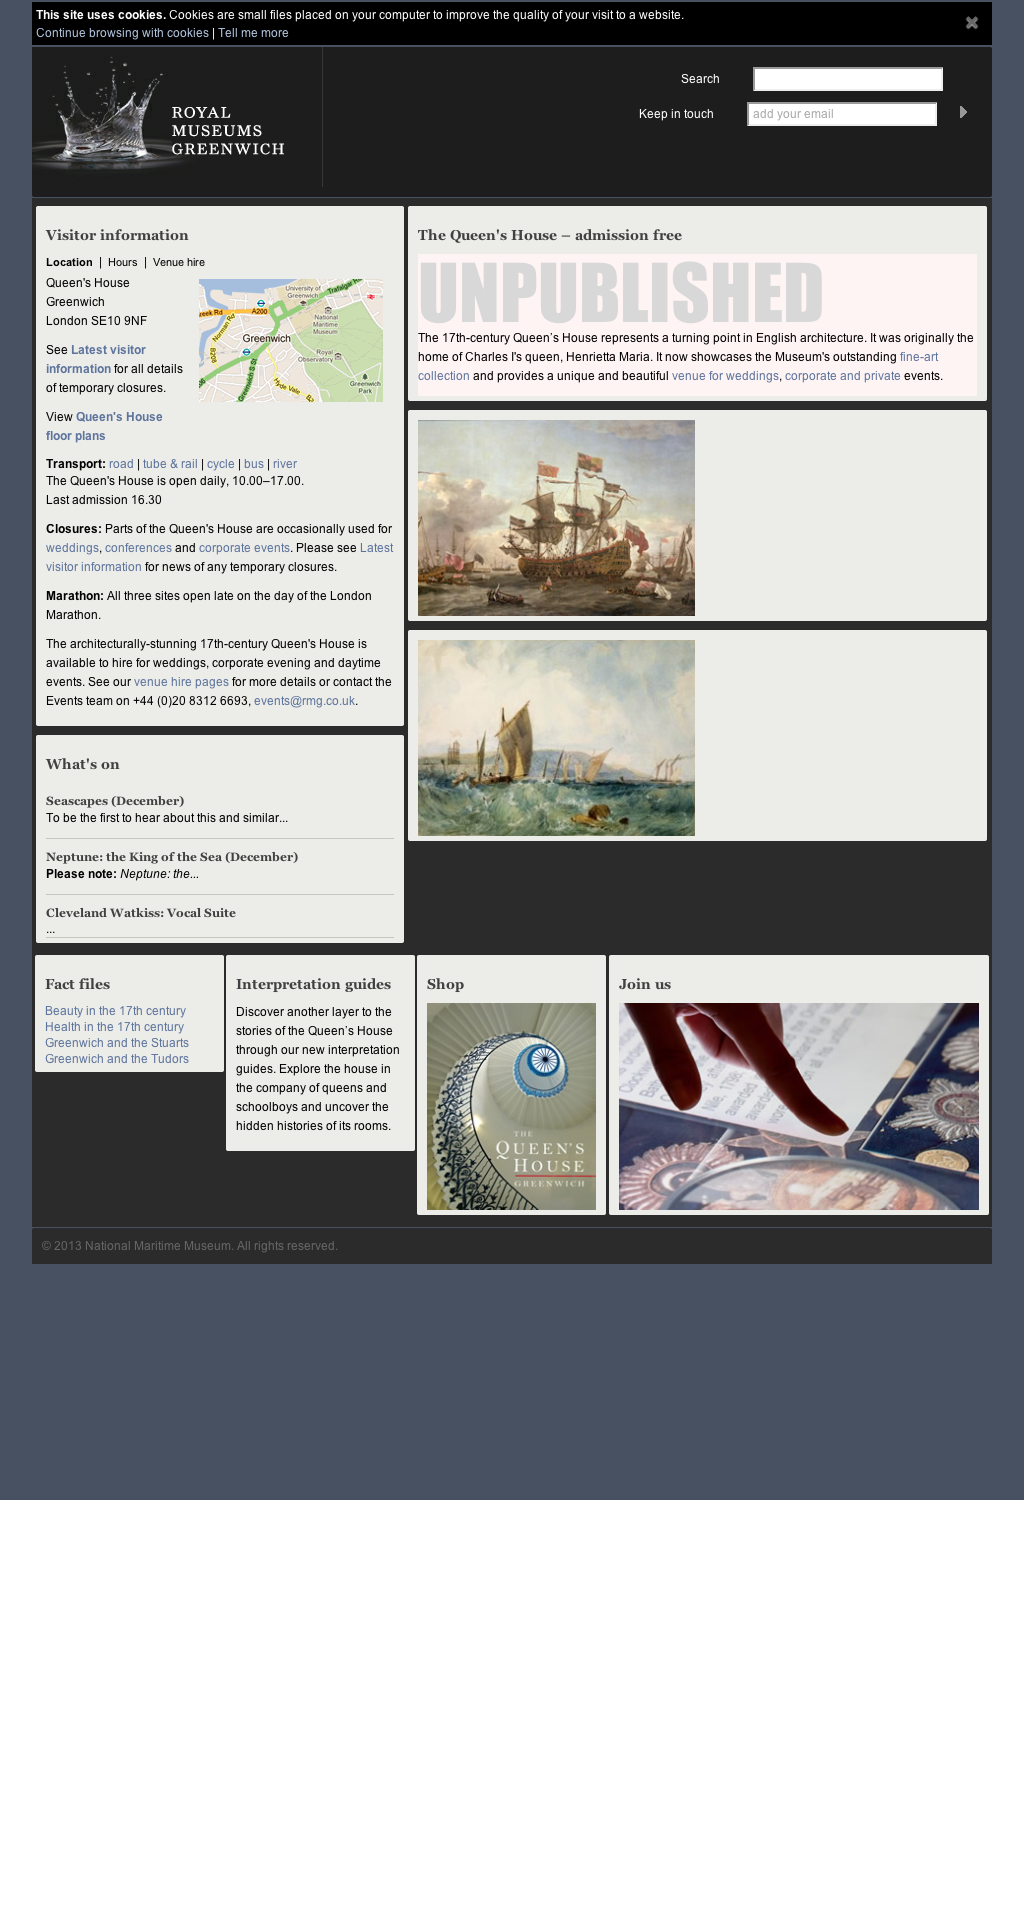 This site uses cookies. Cookies are small files placed on your computer to improve the quality of your visit to a website.
Continue browsing with cookies | Tell me more
ROYAL
MUSEUMS
GREENWICH
Search
Keep in touch
add your email
Visitor information
Location | Hours | Venue hire
Queen's House
Greenwich
London SE10 9NF
See Latest visitor
information for all details
of temporary closures.
View Queen's House
floor plans
University of
Greenwich
Trafalgar Rd
reek Rd
A200
Norman Rd
National
Maritime
Museum
Greenwich
B208
Royal
Observatory
Greenwich S St
Hyde Vale
Greenwich
Park
Transport: road | tube & rail | cycle | bus | river
The Queen's House is open daily, 10.00–17.00.
Last admission 16.30
Closures: Parts of the Queen's House are occasionally used for
weddings, conferences and corporate events. Please see Latest
visitor information for news of any temporary closures.
Marathon: All three sites open late on the day of the London
Marathon.
The architecturally-stunning 17th-century Queen's House is
available to hire for weddings, corporate evening and daytime
events. See our venue hire pages for more details or contact the
Events team on +44 (0)20 8312 6693, events@rmg.co.uk.
What's on
Seascapes (December)
To be the first to hear about this and similar...
Neptune: the King of the Sea (December)
Please note: Neptune: the...
Cleveland Watkiss: Vocal Suite
...
The Queen's House – admission free
UNPUBLISHED
The 17th-century Queen’s House represents a turning point in English architecture. It was originally the
home of Charles I's queen, Henrietta Maria. It now showcases the Museum's outstanding fine-art
collection and provides a unique and beautiful venue for weddings, corporate and private events.
Fact files
Beauty in the 17th century
Health in the 17th century
Greenwich and the Stuarts
Greenwich and the Tudors
Interpretation guides
Discover another layer to the
stories of the Queen’s House
through our new interpretation
guides. Explore the house in
the company of queens and
schoolboys and uncover the
hidden histories of its rooms.
Shop
THE
QUEEN'S
HOUSE
GREENWICH
Join us
© 2013 National Maritime Museum. All rights reserved.